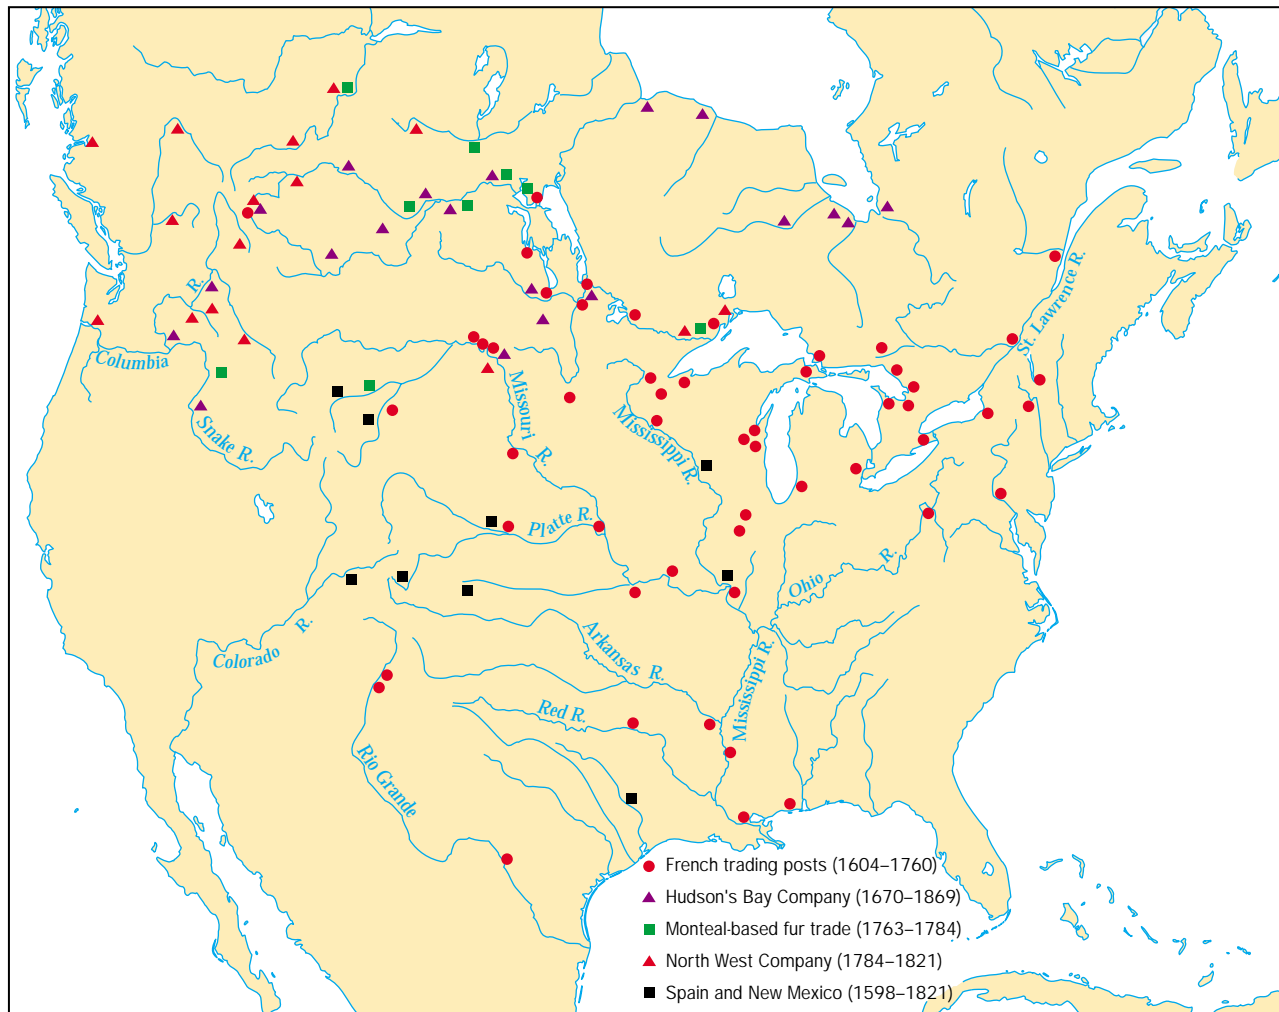 St. Lawrence R.
R.
Columbia
Snake R.
Missouri R.
Mississippi R.
Platte R.
Ohio R.
Colorado R.
Arkansas R.
Mississippi R.
Red R.
Rio Grande
French trading posts (1604–1760)
Hudson's Bay Company (1670–1869)
Monteal-based fur trade (1763–1784)
North West Company (1784–1821)
Spain and New Mexico (1598–1821)